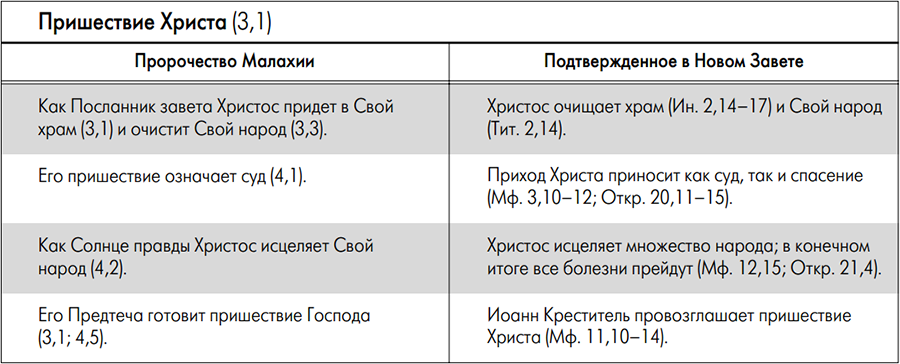 Пришествие Христа (3,1)
Пророчество Малахии
Подтвержденное в Новом Завете
Как Посланник завета Христос придет в Свой
храм (3,1) и очистит Свой народ (3,3).
Христос очищает храм (Ин. 2,14–17) и Свой народ
(Тит. 2,14).
Его пришествие означает суд (4,1).
Приход Христа приносит как суд, так и спасение
(Мф. 3,10–12; Откр. 20,11–15).
Как Солнце правды Христос исцеляет Свой
народ (4,2).
Христос исцеляет множество народа; в конечном
итоге все болезни прейдут (Мф. 12,15; Откр. 21,4).
Его Предтеча готовит пришествие Господа
(3,1; 4,5).
Иоанн Креститель провозглашает пришествие
Христа (Мф. 11,10–14).